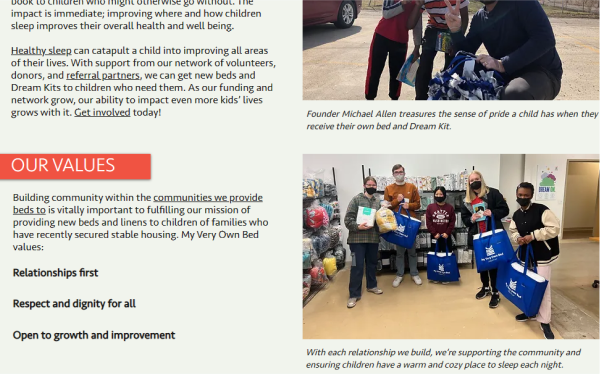 book to children who might otherwise go without. The
impact is immediate; improving where and how children
sleep improves their overall health and well being.
Healthy sleep can catapult a child into improving all areas
of their lives. With support from our network of volunteers,
donors, and referral partners, we can get new beds and
Dream Kits to children who need them. As our funding and
network grow, our ability to impact even more kids' lives
grows with it. Get involved today!
Founder Michael Allen treasures the sense of pride a child has when they
receive their own bed and Dream Kit.
OUR VALUES
Building community within the communities we provide
beds to is vitally important to fulfilling our mission of
providing new beds and linens to children of families who
have recently secured stable housing. My Very Own Bed
values:
Relationships first
Respect and dignity for all
Open to growth and improvement
DREAM ON
My Very Own Bed
With each relationship we build, we're supporting the community and
ensuring children have a warm and cozy place to sleep each night.